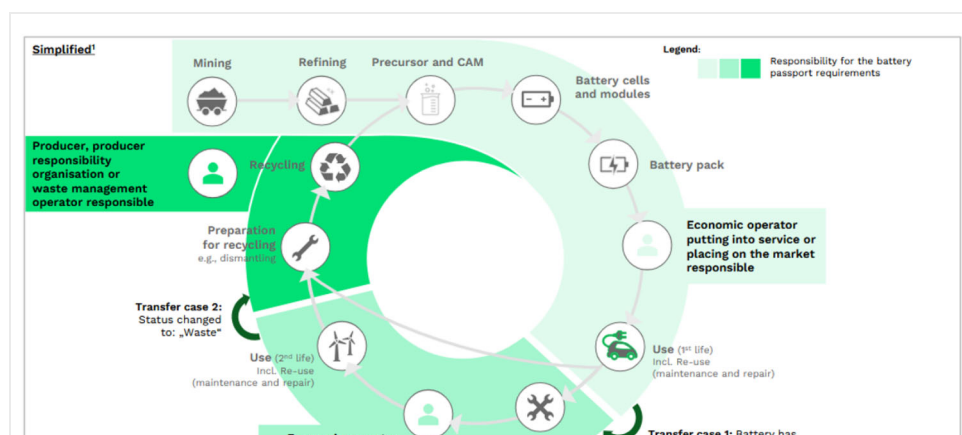 Simplified¹
Legend:
Responsibility for the battery
passport requirements
Mining
Refining
Precursor and CAM
Battery cells
and modules
Producer, producer
responsibility
organisation or
waste management
operator responsible
Recycling
Battery pack
Preparation
for recycling
e.g., dismantling
Economic operator
putting into service or
placing on the market
responsible
Transfer case 2:
Status changed
to: „Waste"
Use (2nd life)
Incl. Re-use
(maintenance and repair)
Use (1st life)
Incl. Re-use
(maintenance and repair)
Transfer case 1: Battery has